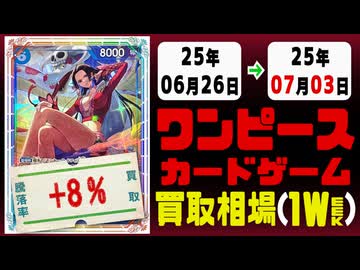 6
8000
買取
騰落率
+8%
25年
06月26日
25年
07月03日
ワンピース
カードゲーム
買取相場(1WEEK)